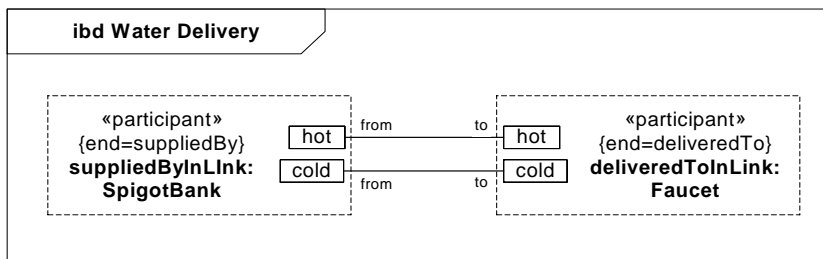 ibd Water Delivery
«participant»
{end=suppliedBy}
suppliedByInLInk:
SpigotBank
hot
cold
from
to
from
to
hot
cold
«participant»
{end=deliveredTo}
deliveredToInLink:
Faucet